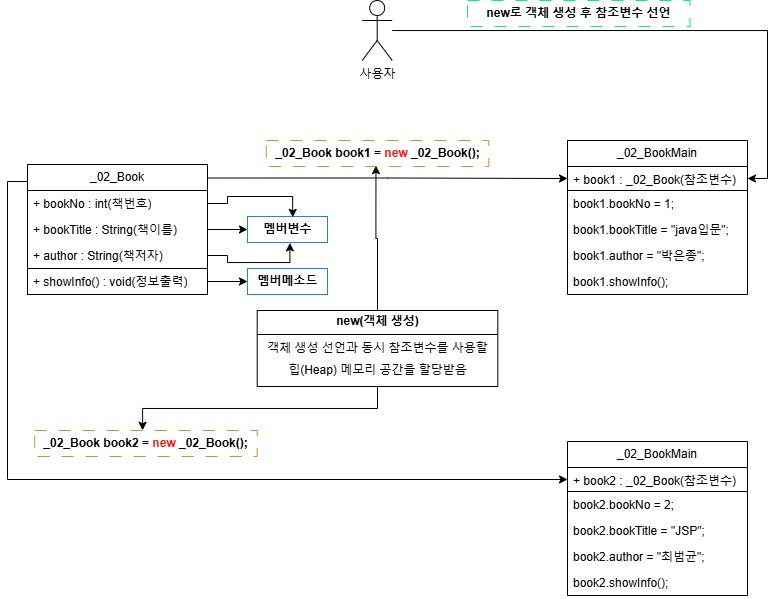 new로 객체 생성 후 참조변수 선언
사용자
_02_Book book1 = new _02_Book();
_02_Book
+ bookNo : int(책번호)
+ bookTitle : String(책이름)
+ author : String(책저자)
+ showInfo() : void(정보출력)
멤버변수
멤버메소드
_02_BookMain
+ book1 : _02_Book(참조변수)
book1.bookNo = 1;
book1.bookTitle = "java입문";
book1.author = "박은종";
book1.showInfo();
new(객체 생성)
객체 생성 선언과 동시 참조변수를 사용할
힙(Heap) 메모리 공간을 할당받음
_02_Book book2 = new _02_Book();
_02_BookMain
+ book2 : _02_Book(참조변수)
book2.bookNo = 2;
book2.bookTitle = "JSP";
book2.author = "최범균";
book2.showInfo();